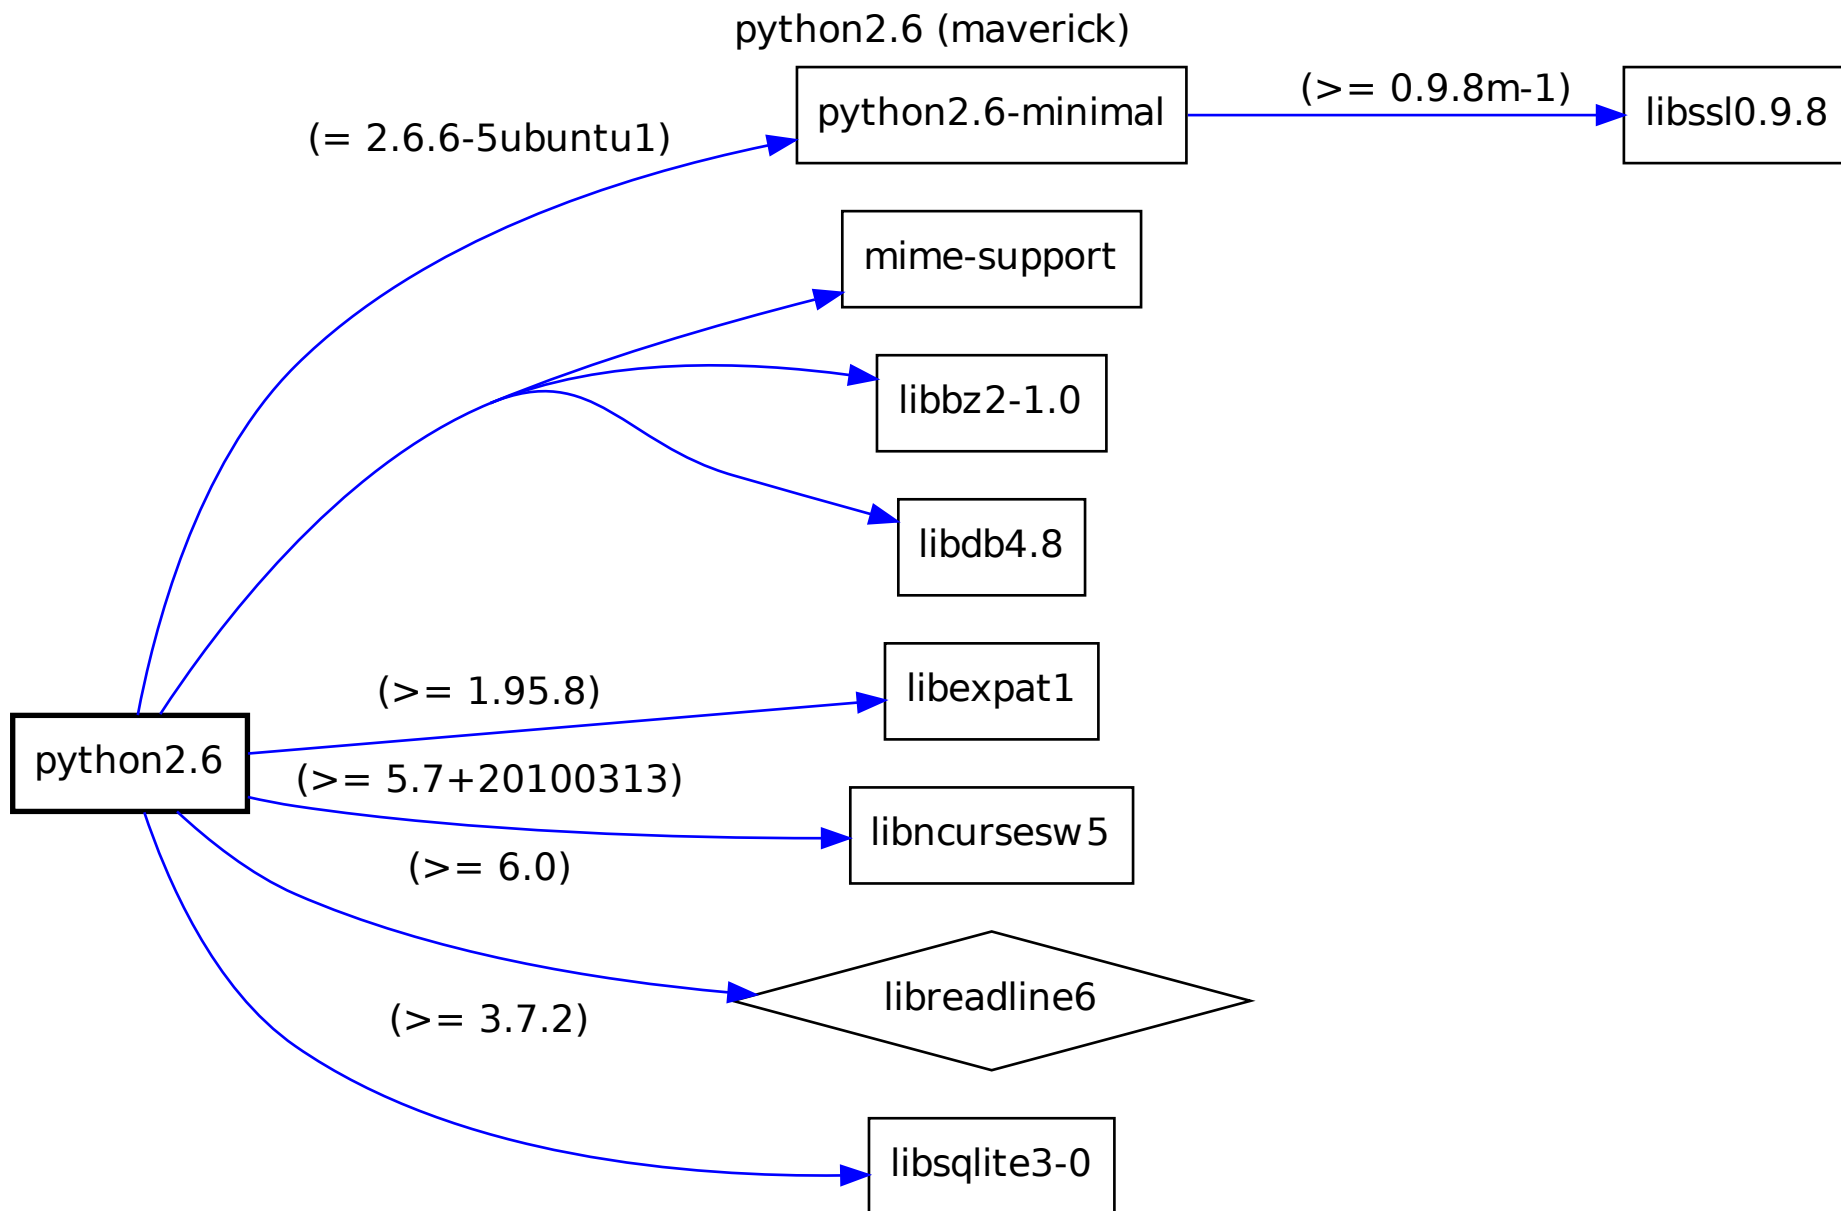 python2.6 (maverick)
python2.6-minimal
(>= 0.9.8m-1)
libssl0.9.8
(= 2.6.6-5ubuntu1)
mime-support
libbz2-1.0
libdb4.8
(>= 1.95.8)
libexpat1
python2.6
(>= 5.7+20100313)
libncursesw5
(>= 6.0)
libreadline6
(>= 3.7.2)
libsqlite3-0